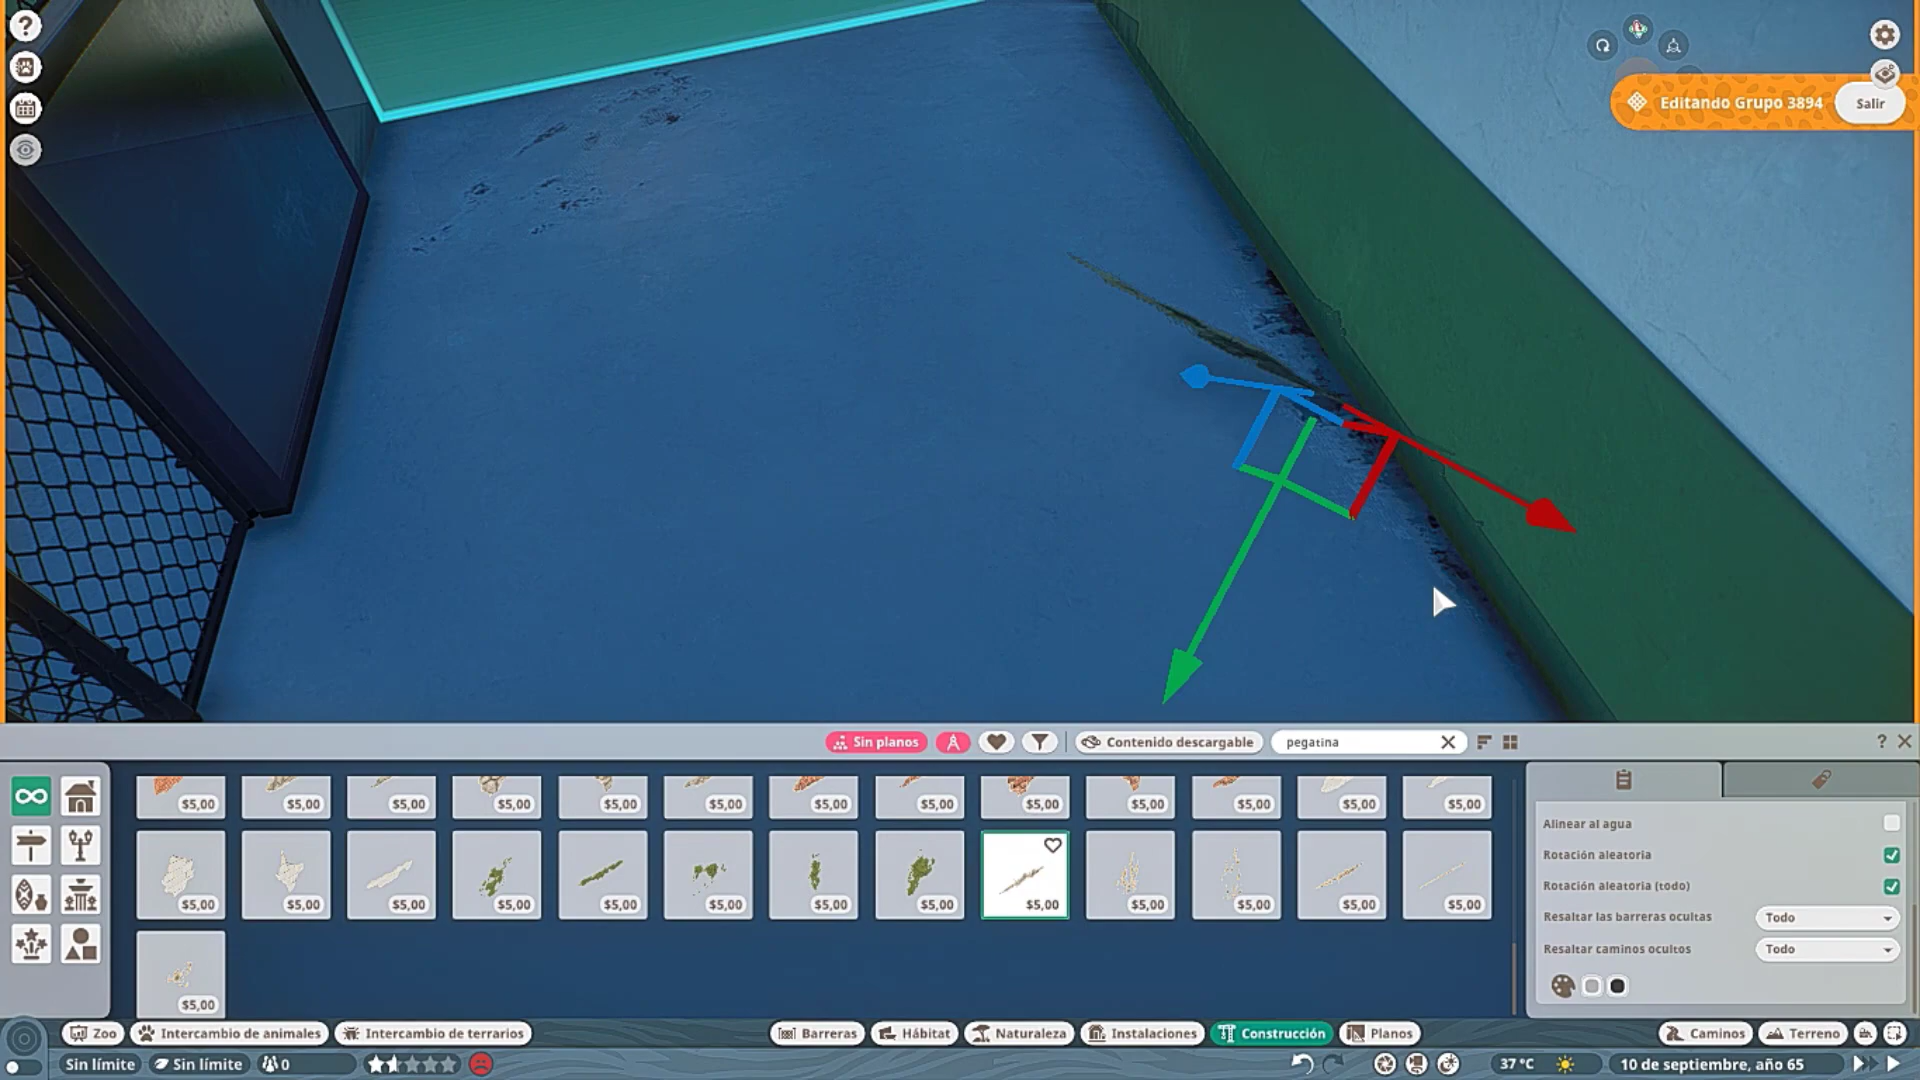 Editando Grupo 3894
Salir
Sin planos
Contenido descargable
pegatina
$5,00 $5,00 $5,00 $5,00 $5,00 $5,00 $5,00 $5,00 $5,00 $5,00 $5,00 $5,00 $5,00
$5,00 $5,00 $5,00 $5,00 $5,00 $5,00 $5,00 $5,00 $5,00 $5,00 $5,00 $5,00 $5,00
$5,00
Alinear al agua
Rotación aleatoria
Rotación aleatoria (todo)
Resaltar las barreras ocultas Todo
Resaltar caminos ocultos Todo
Zoo Intercambio de animales Intercambio de terrarios Barreras Hábitat Naturaleza Instalaciones Construcción Planos Caminos Terreno
Sin límite Sin límite 0 37 °C 10 de septiembre, año 65